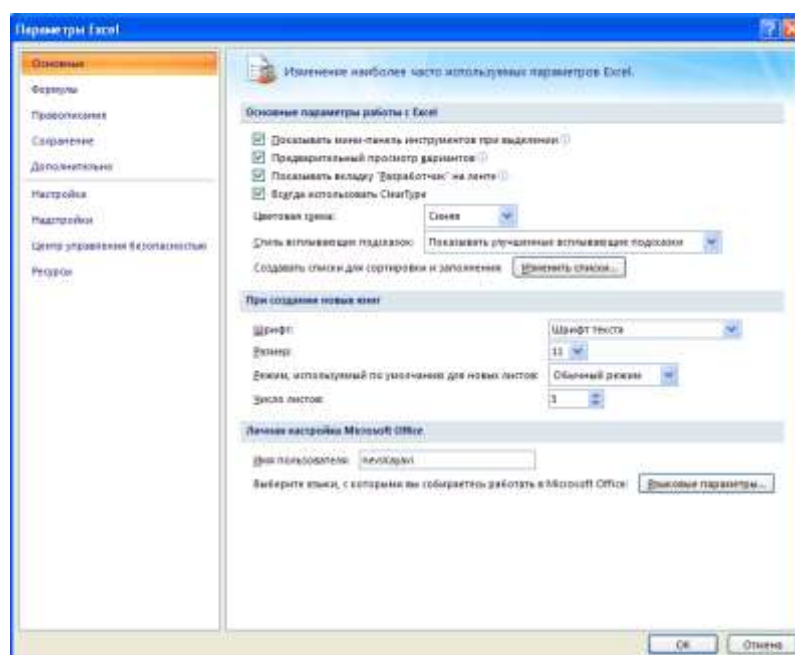 Параметры Excel
Основные
Формулы
Правописание
Сохранение
Дополнительно
Настройка
Надстройки
Центр управления безопасностью
Ресурсы
Изменение наиболее часто используемых параметров Excel.
Основные параметры работы с Excel
Показывать мини-панель инструментов при выделении
Предварительный просмотр вариантов
Показывать вкладку "Разработчик" на ленте
Всегда использовать ClearType
Цветовая схема: Синяя
Стиль всплывающих подсказок: Показывать улучшенные всплывающие подсказки
Создавать списки для сортировки и заполнения: Изменить списки...
При создании новых книг
Шрифт: Шрифт текста
Размер: 11
Режим, используемый по умолчанию для новых листов: Обычный режим
Число листов: 3
Личная настройка Microsoft Office
Имя пользователя:
Выберите языки, с которыми вы собираетесь работать в Microsoft Office: Языковые параметры...
ОК Отмена